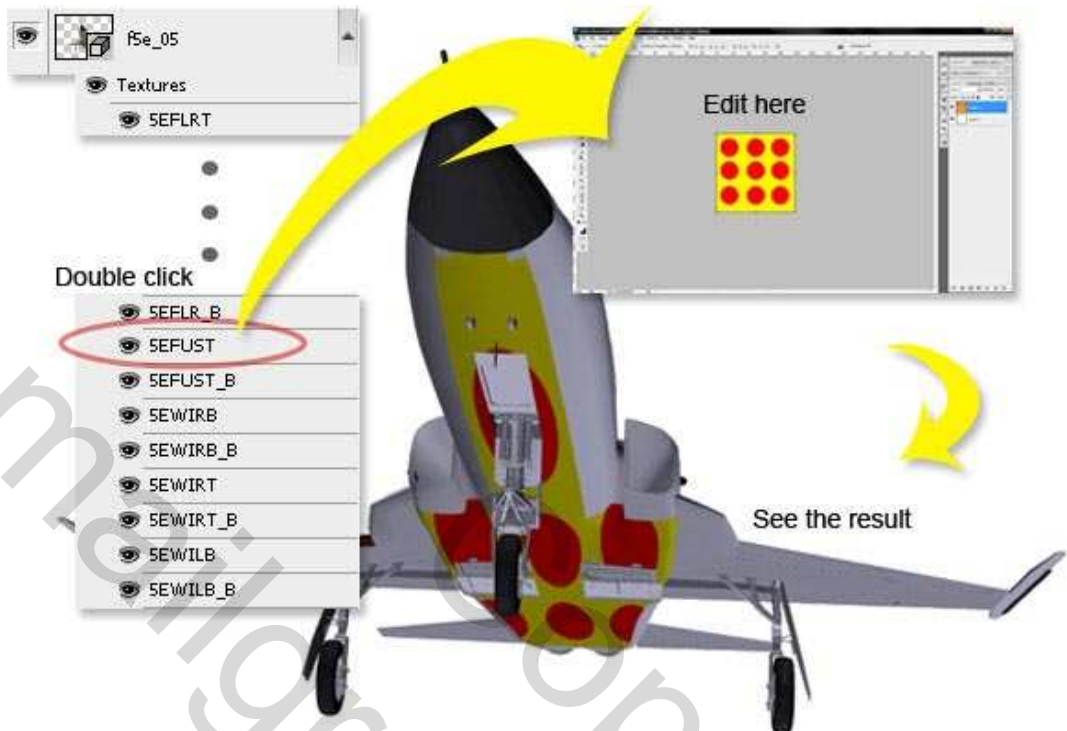 f5e_05
Textures
5EFLRT
Edit here
Double click
5EFLR_B
5EFUST
5EFUST_B
5EWIRB
5EWIRB_B
5EWIRT
5EWIRT_B
5EWILB
5EWILB_B
See the result